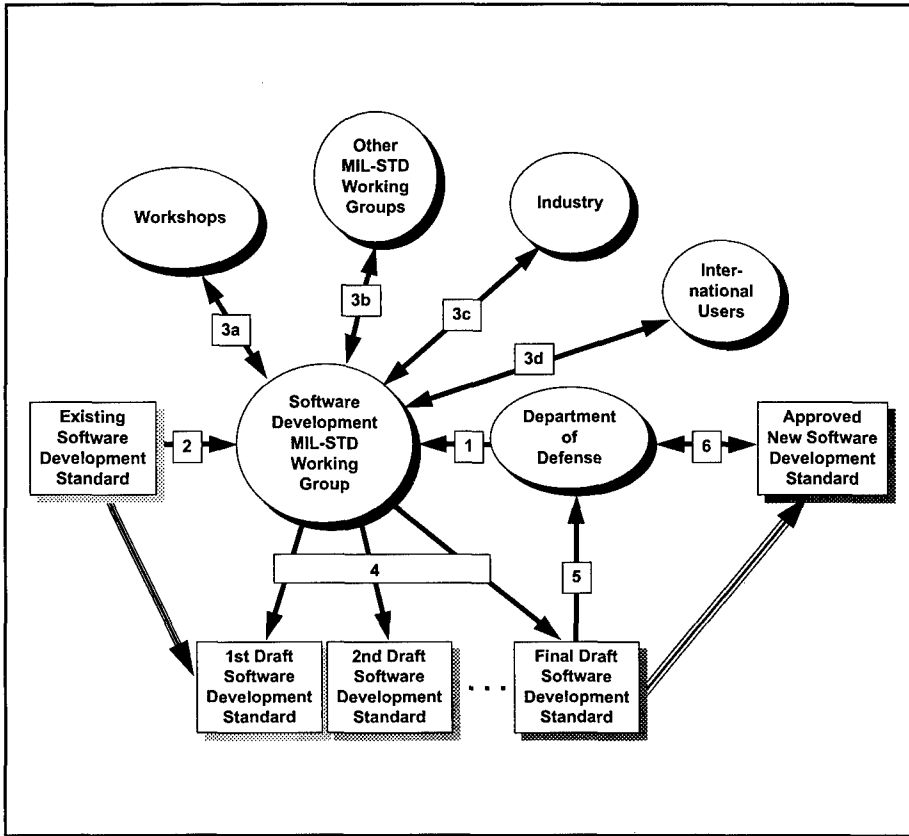 Other
MIL-STD
Working
Groups
Workshops
Industry
Inter-
national
Users
3a
3b
3c
3d
Existing
Software
Development
Standard
2
Software
Development
MIL-STD
Working
Group
1
Department
of
Defense
6
Approved
New Software
Development
Standard
4
5
1st Draft
Software
Development
Standard
2nd Draft
Software
Development
Standard
. . . .
Final Draft
Software
Development
Standard